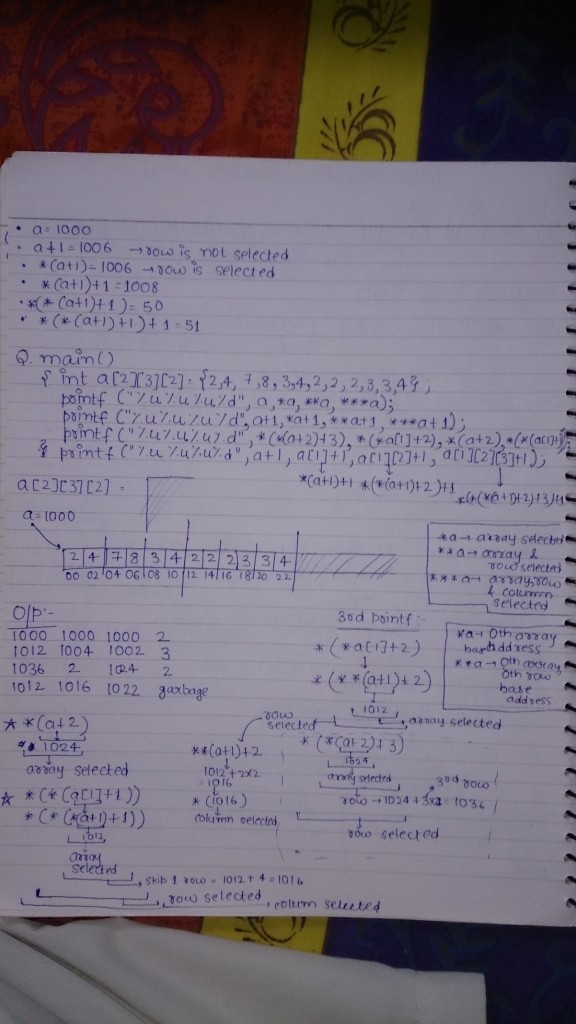 • a = 1000
• a+1 = 1006 → row is not selected
• *(a+1) = 1006 → row is selected
• *(a+1)+1 = 1008
• *(*(a+1)+1) = 50
• *(*(a+1)+1)+1 = 51
Q. main()
{ int a[2][3][2] = {2,4, 7,8, 3,4,2,2, 2,3,3,4};
printf ("%u %u %u %d", a, *a, **a, ***a);
printf ("%u %u %u %d", a+1, *a+1, **a+1, ***a+1);
printf ("%u %u %u %d", *(*(a+2)+3), *(*a[1]+2), *(a+2), *(*(a[1]+1));
} printf ("%u %u %u %d", a+1, a[1]+1, a[1][2]+1, a[1][2][3]+1);
*(a+1)+1 *(*(a+1)+2)+1
*(*(*(a+1)+2)+3)+1
a[2][3][2] =
a = 1000
2 4 7 8 3 4 2 2 2 3 3 4
00 02 04 06 08 10 12 14 16 18 20 22
*a → array selected
**a → array & row selected
***a → array, row & column selected
O/P:-
1000 1000 1000 2
1012 1004 1002 3
1036 2 1024 2
1012 1016 1022 garbage
3rd printf :-
*(*a[1]+2)
*(**(a+1)+2)
1012
array selected
*a → 0th array
base address
**a → 0th array,
0th row
base
address
★ *(a+2)
1024
array selected
★ *(*(a[1]+1))
*(*(*(a+1)+1))
1012
array
selected
skip 1 row = 1012 + 4 = 1016
row selected, column selected
row
selected
**(a+1)+2
1012+2x2
= 1016
*(1016)
column selected
*(*(a+2)+3)
1024
array selected
3rd row
row → 1024 + 3x4 = 1036
row selected